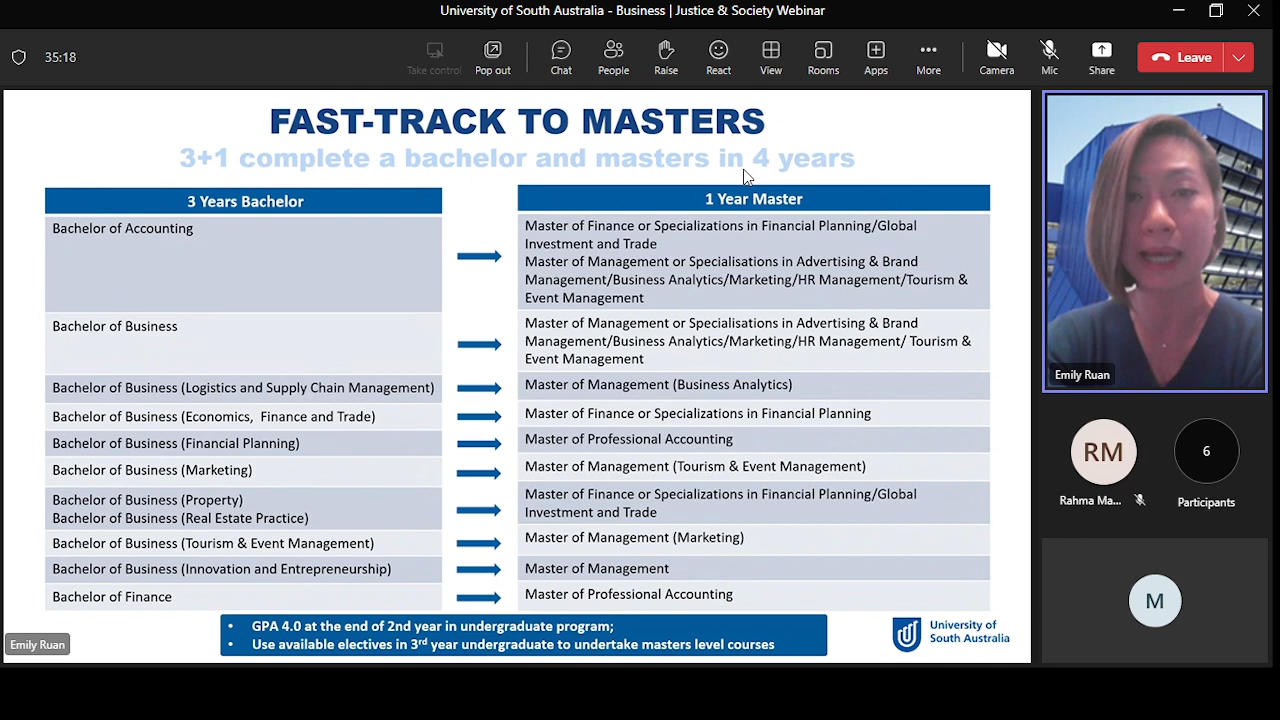 University of South Australia - Business | Justice & Society Webinar
35:18
Take control
Pop out
Chat
People
Raise
React
View
Rooms
Apps
More
Camera
Mic
Share
Leave
FAST-TRACK TO MASTERS
3+1 complete a bachelor and masters in 4 years
3 Years Bachelor
1 Year Master
Bachelor of Accounting
Master of Finance or Specializations in Financial Planning/Global
Investment and Trade
Master of Management or Specialisations in Advertising & Brand
Management/Business Analytics/Marketing/HR Management/Tourism &
Event Management
Bachelor of Business
Master of Management or Specialisations in Advertising & Brand
Management/Business Analytics/Marketing/HR Management/ Tourism &
Event Management
Bachelor of Business (Logistics and Supply Chain Management)
Master of Management (Business Analytics)
Bachelor of Business (Economics, Finance and Trade)
Master of Finance or Specializations in Financial Planning
Bachelor of Business (Financial Planning)
Master of Professional Accounting
Bachelor of Business (Marketing)
Master of Management (Tourism & Event Management)
Bachelor of Business (Property)
Bachelor of Business (Real Estate Practice)
Master of Finance or Specializations in Financial Planning/Global
Investment and Trade
Bachelor of Business (Tourism & Event Management)
Master of Management (Marketing)
Bachelor of Business (Innovation and Entrepreneurship)
Master of Management
Bachelor of Finance
Master of Professional Accounting
• GPA 4.0 at the end of 2nd year in undergraduate program;
• Use available electives in 3rd year undergraduate to undertake masters level courses
University of
South Australia
Emily Ruan
Emily Ruan
RM
Rahma Ma...
6
Participants
M